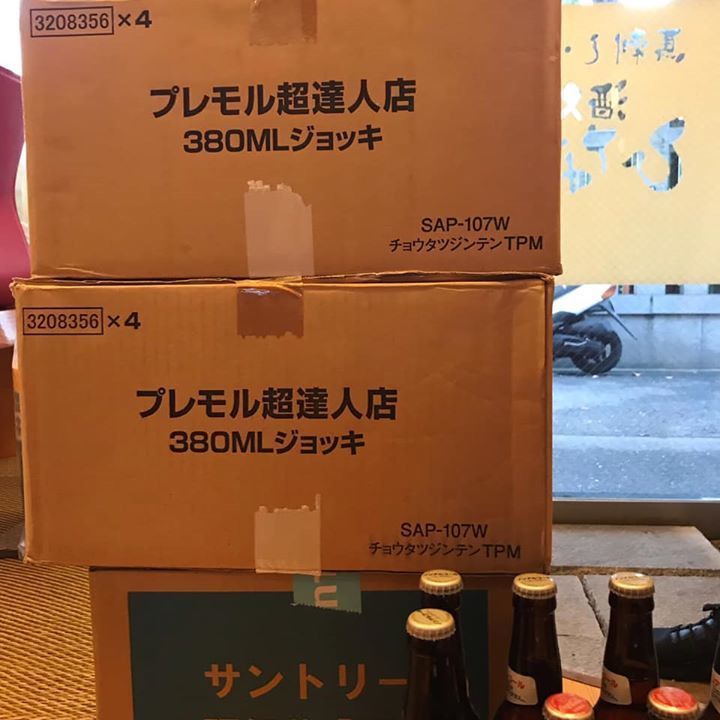 3208356 ×4
プレモル超達人店
380MLジョッキ
SAP-107W
チョウタツジンテンTPM
3208356 ×4
プレモル超達人店
380MLジョッキ
SAP-107W
チョウタツジンテンTPM
サントリー